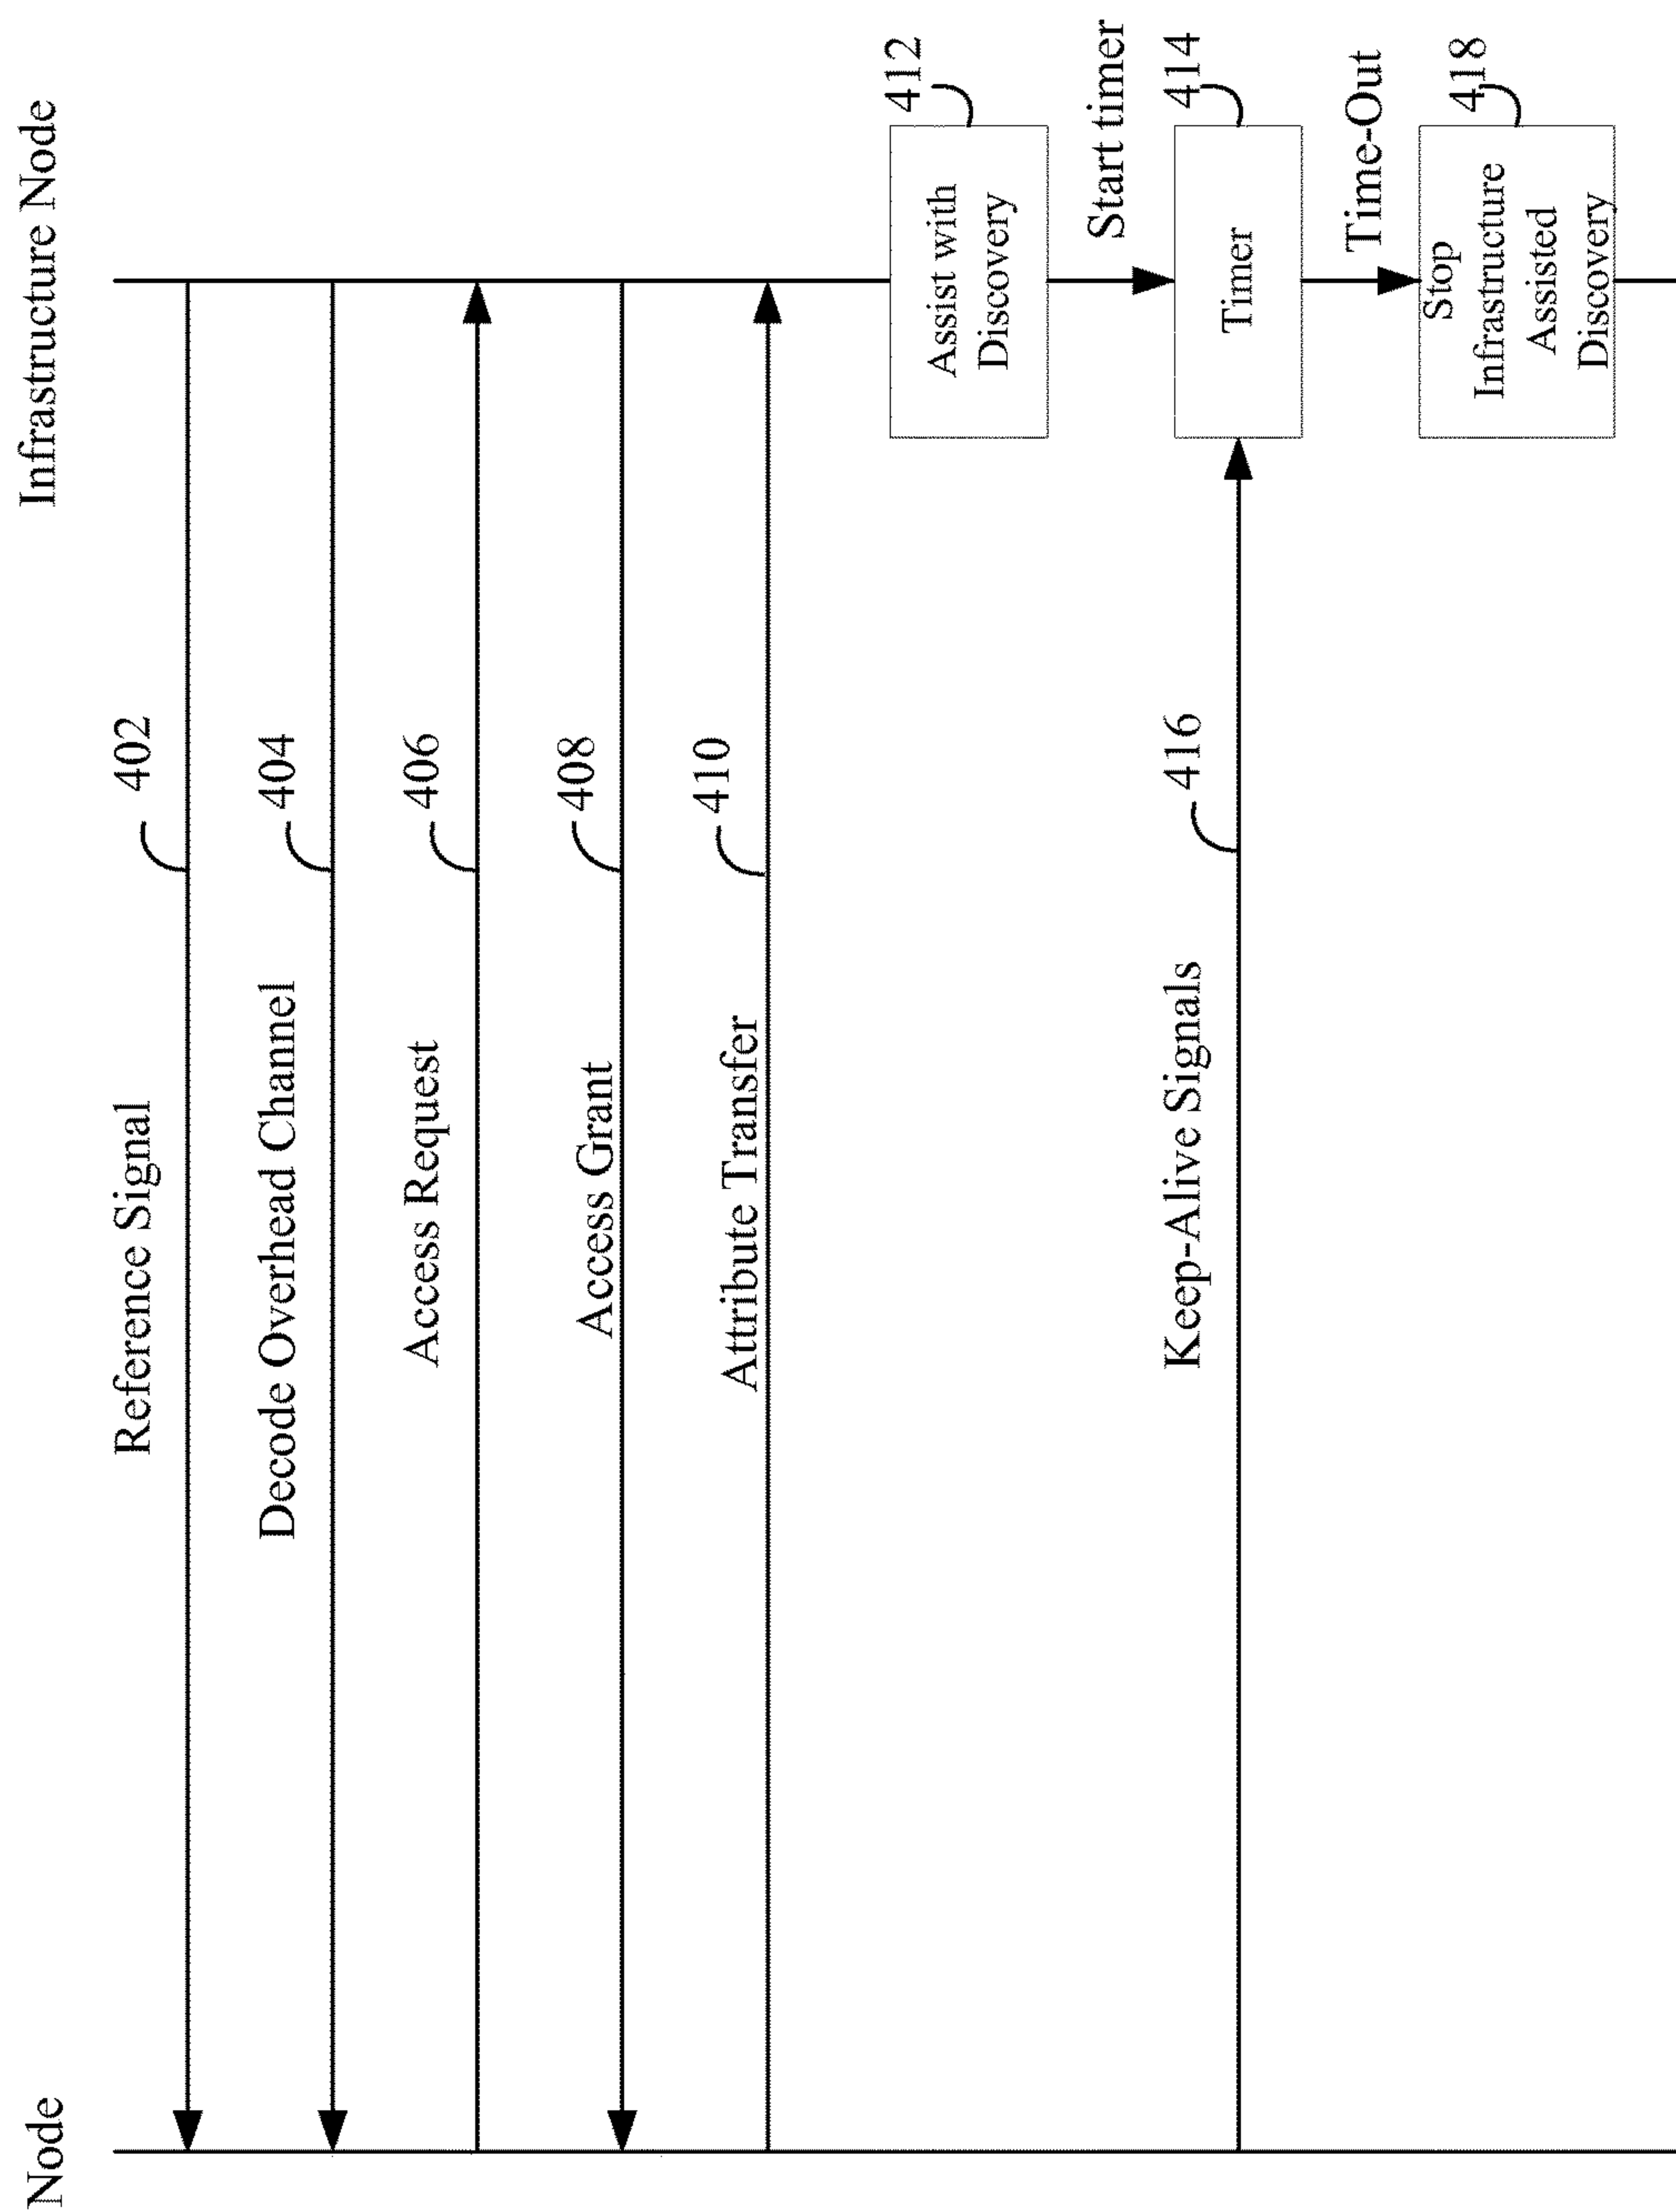 Node
Infrastructure Node
Reference Signal
402
Decode Overhead Channel
404
Access Request
406
Access Grant
408
Attribute Transfer
410
Assist with
Discovery
412
Start timer
Keep-Alive Signals
416
Timer
414
Time-Out
Stop
Infrastructure
Assisted
Discovery
418